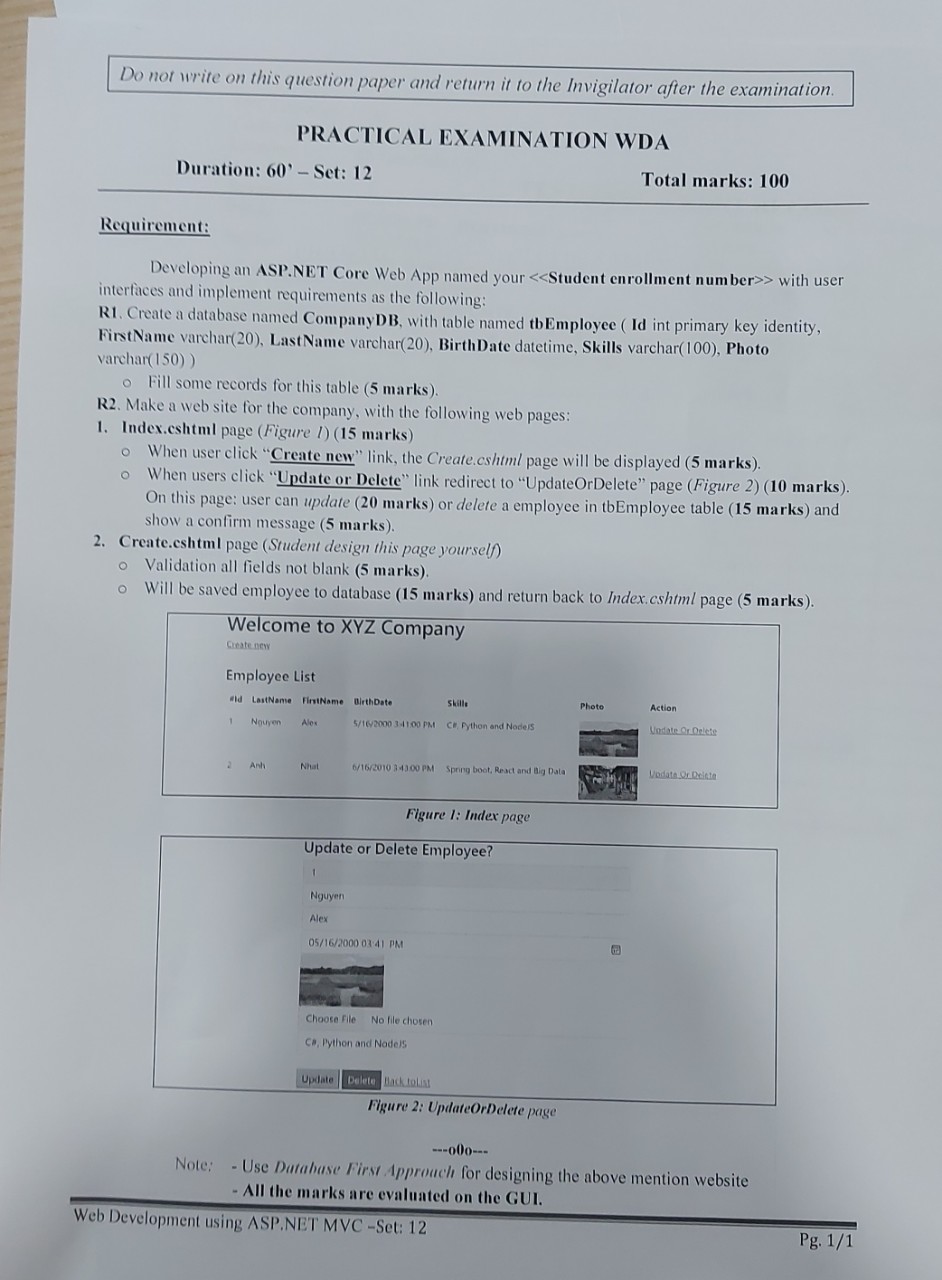 Do not write on this question paper and return it to the Invigilator after the examination.
PRACTICAL EXAMINATION WDA
Duration: 60’ – Set: 12
Total marks: 100
Requirement:
Developing an ASP.NET Core Web App named your <<Student enrollment number>> with user
interfaces and implement requirements as the following:
R1. Create a database named CompanyDB, with table named tbEmployee ( Id int primary key identity,
FirstName varchar(20), LastName varchar(20), BirthDate datetime, Skills varchar(100), Photo
varchar(150) )
o Fill some records for this table (5 marks).
R2. Make a web site for the company, with the following web pages:
1. Index.cshtml page (Figure 1) (15 marks)
o When user click “Create new” link, the Create.cshtml page will be displayed (5 marks).
o When users click “Update or Delete” link redirect to “UpdateOrDelete” page (Figure 2) (10 marks).
On this page: user can update (20 marks) or delete a employee in tbEmployee table (15 marks) and
show a confirm message (5 marks).
2. Create.cshtml page (Student design this page yourself)
o Validation all fields not blank (5 marks).
o Will be saved employee to database (15 marks) and return back to Index.cshtml page (5 marks).
Welcome to XYZ Company
Create new
Employee List
#Id LastName FirstName BirthDate Skills Photo Action
1 Nguyen Alex 5/16/2000 3:41:00 PM C#, Python and NodeJS Update Or Delete
2 Anh Nhat 6/16/2010 3:43:00 PM Spring boot, React and Big Data Update Or Delete
Figure 1: Index page
Update or Delete Employee?
1
Nguyen
Alex
05/16/2000 03:41 PM
Choose File No file chosen
C#, Python and NodeJS
Update Delete Back toList
Figure 2: UpdateOrDelete page
---o0o---
Note: - Use Database First Approach for designing the above mention website
- All the marks are evaluated on the GUI.
Web Development using ASP.NET MVC –Set: 12
Pg. 1/1